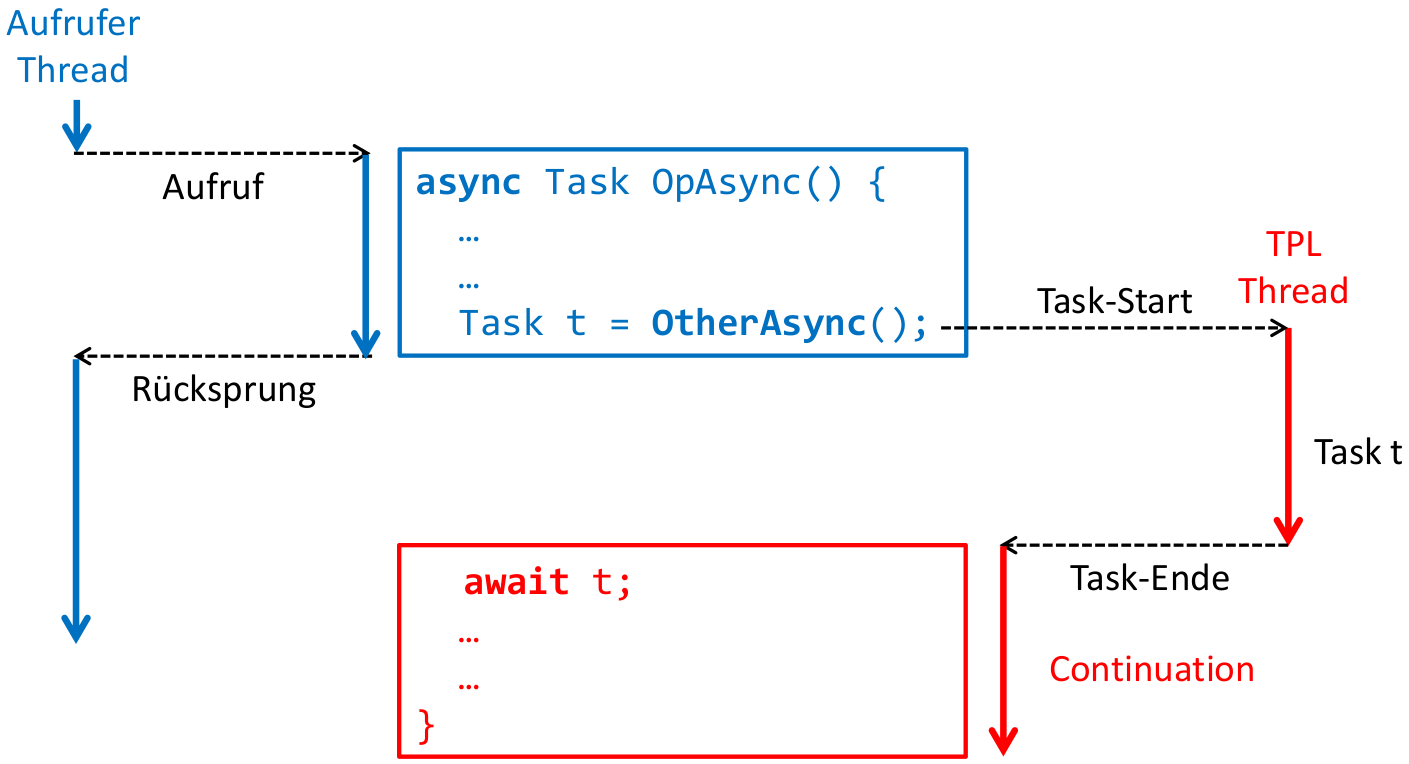 Aufrufer
Thread
Aufruf
async Task OpAsync() {
…
…
Task t = OtherAsync();
Task-Start
TPL
Thread
Rücksprung
Task t
Task-Ende
await t;
…
…
}
Continuation